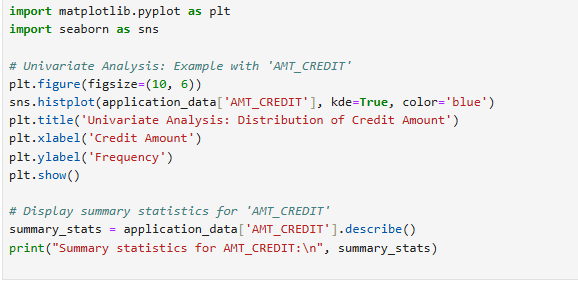 import matplotlib.pyplot as plt
import seaborn as sns

# Univariate Analysis: Example with 'AMT_CREDIT'
plt.figure(figsize=(10, 6))
sns.histplot(application_data['AMT_CREDIT'], kde=True, color='blue')
plt.title('Univariate Analysis: Distribution of Credit Amount')
plt.xlabel('Credit Amount')
plt.ylabel('Frequency')
plt.show()

# Display summary statistics for 'AMT_CREDIT'
summary_stats = application_data['AMT_CREDIT'].describe()
print("Summary statistics for AMT_CREDIT:\n", summary_stats)